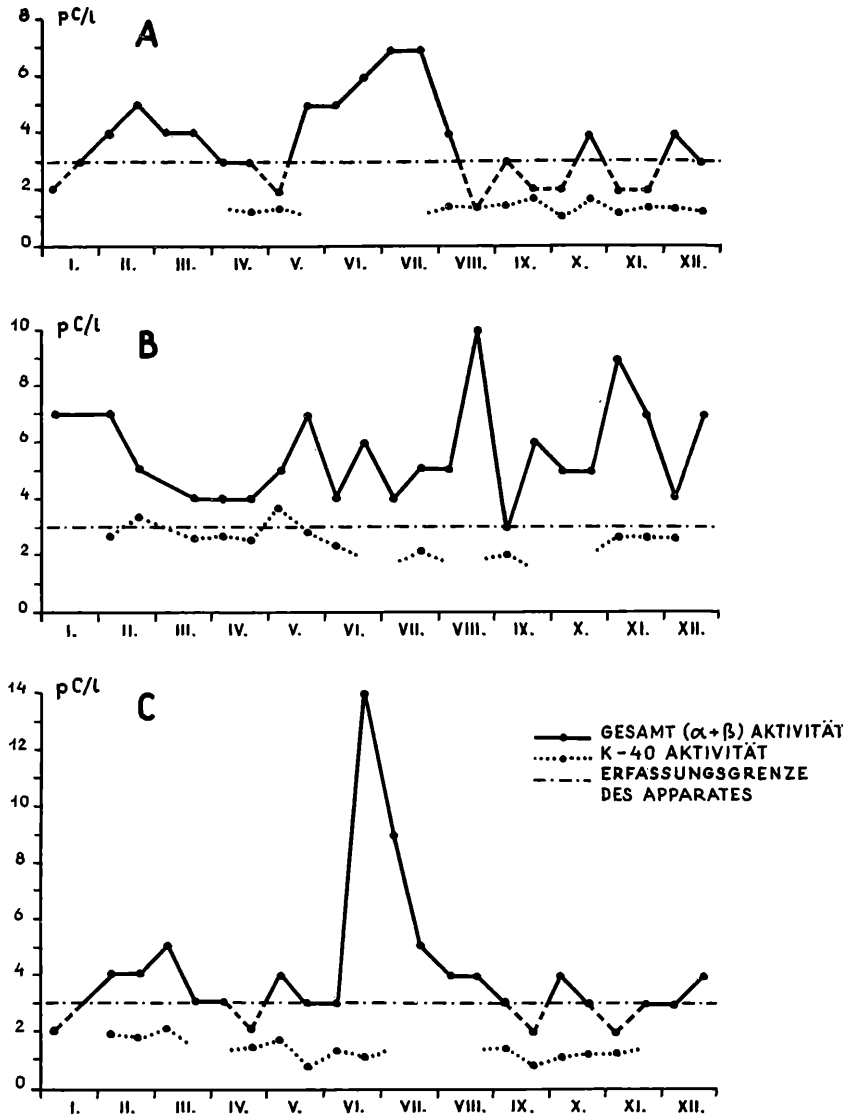 pC/l
A
8
6
4
2
0
I. II. III. IV. V. VI. VII. VIII. IX. X. XI. XII.
pC/l
B
10
8
6
4
2
0
I. II. III. IV. V. VI. VII. VIII. IX. X. XI. XII.
pC/l
C
14
12
10
8
6
4
2
0
GESAMT (α+β) AKTIVITÄT
K-40 AKTIVITÄT
ERFASSUNGSGRENZE
DES APPARATES
I. II. III. IV. V. VI. VII. VIII. IX. X. XI. XII.